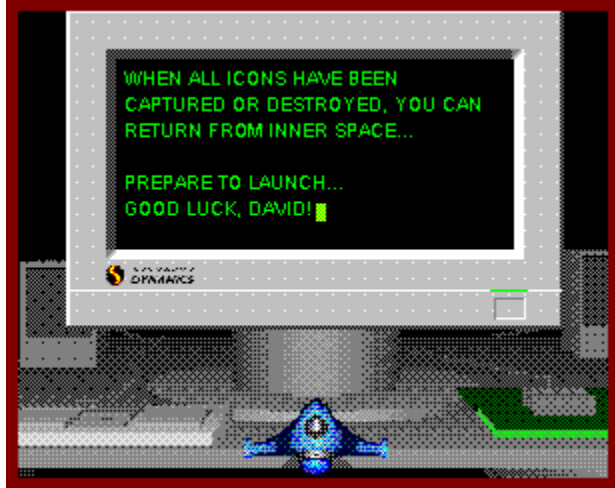 WHEN ALL ICONS HAVE BEEN
CAPTURED OR DESTROYED, YOU CAN
RETURN FROM INNER SPACE...
PREPARE TO LAUNCH...
GOOD LUCK, DAVID!
DYNAMICS